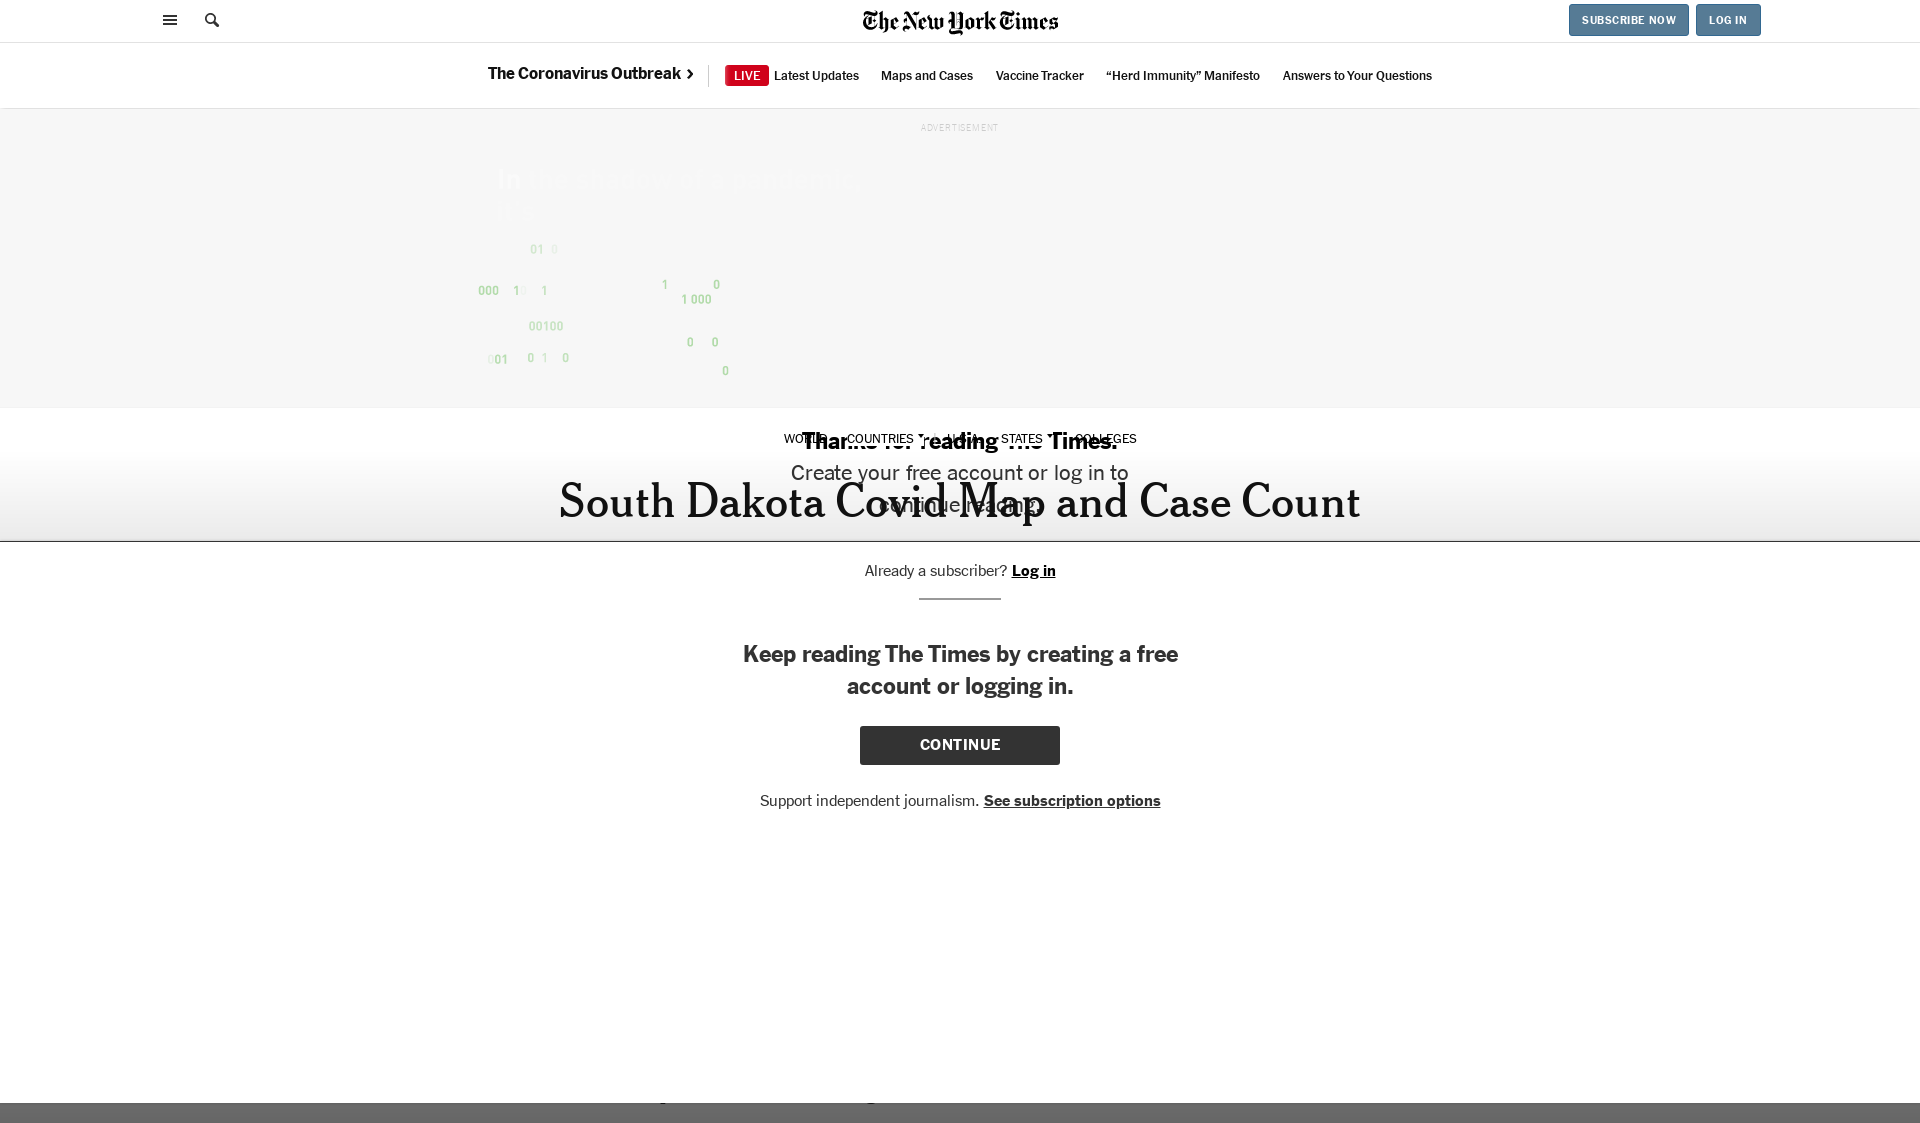 The New York Times
SUBSCRIBE NOW
LOG IN
The Coronavirus Outbreak
LIVE Latest Updates
Maps and Cases
Vaccine Tracker
“Herd Immunity” Manifesto
Answers to Your Questions
ADVERTISEMENT
In
01 0
000 1 1
1 0
1 000
00100
0 0
001 0 1 0
0
WORLD COUNTRIES U.S.A. STATES COLLEGES
Thanks for reading The Times.
Create your free account or log in to
continue reading.
South Dakota Covid Map and Case Count
Already a subscriber? Log in
Keep reading The Times by creating a free
account or logging in.
CONTINUE
Support independent journalism. See subscription options